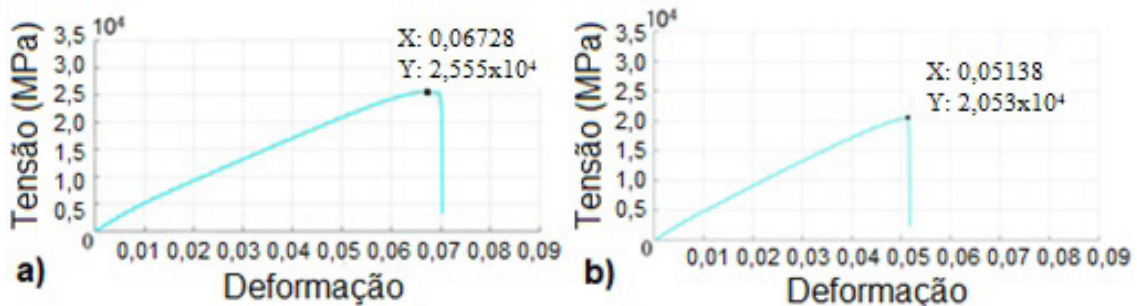 10⁴
3,5
3,0
2,5
2,0
1,5
1,0
0,5
0
Tensão (MPa)
X: 0,06728
Y: 2,555x10⁴
0,01 0,02 0,03 0,04 0,05 0,06 0,07 0,08 0,09
a)
Deformação
10⁴
3,5
3,0
2,5
2,0
1,5
1,0
0,5
0
Tensão (MPa)
X: 0,05138
Y: 2,053x10⁴
0,01 0,02 0,03 0,04 0,05 0,06 0,07 0,08 0,09
b)
Deformação